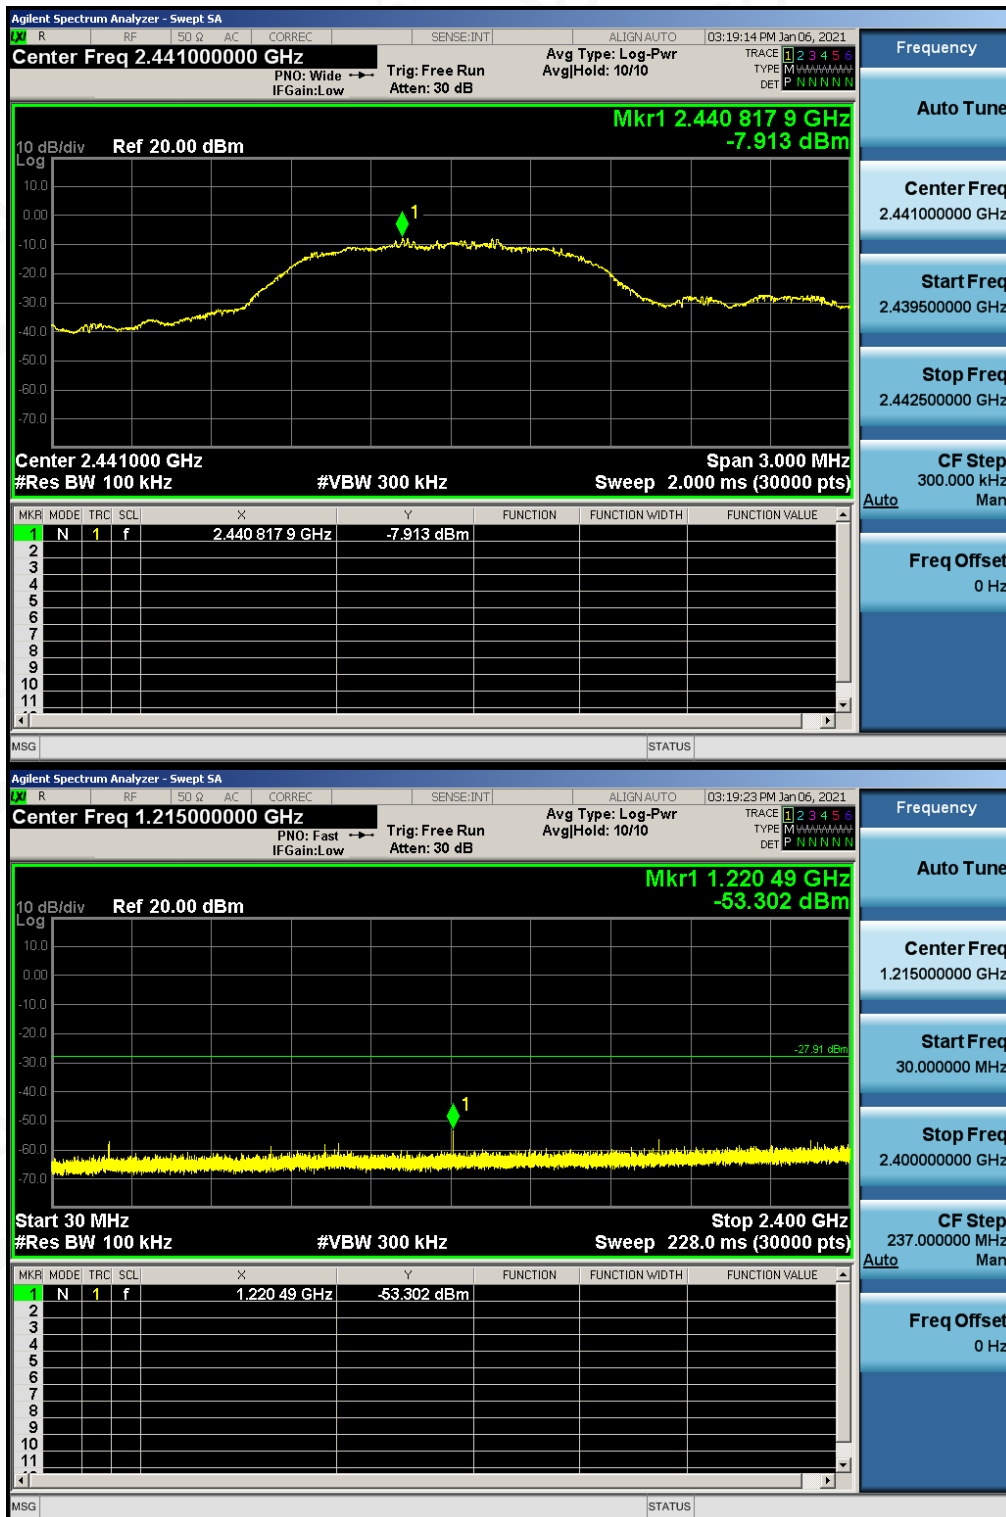 Agilent Spectrum Analyzer - Swept SA
LXI R RF 50 Ω AC CORREC SENSE:INT ALIGN AUTO 03:19:14 PM Jan 06, 2021
Center Freq 2.441000000 GHz
PNO: Wide
IFGain:Low
Trig: Free Run
Atten: 30 dB
Avg Type: Log-Pwr
Avg|Hold: 10/10
TRACE 1 2 3 4 5 6
TYPE M WWWWW
DET P N N N N N
Mkr1 2.440 817 9 GHz
-7.913 dBm
10 dB/div Ref 20.00 dBm
Log
10.0
0.00
-10.0
-20.0
-30.0
-40.0
-50.0
-60.0
-70.0
1
Center 2.441000 GHz Span 3.000 MHz
#Res BW 100 kHz #VBW 300 kHz Sweep 2.000 ms (30000 pts)
MKR MODE TRC SCL X Y FUNCTION FUNCTION WIDTH FUNCTION VALUE
1 N 1 f 2.440 817 9 GHz -7.913 dBm
2
3
4
5
6
7
8
9
10
11
MSG STATUS
Frequency
Auto Tune
Center Freq
2.441000000 GHz
Start Freq
2.439500000 GHz
Stop Freq
2.442500000 GHz
CF Step
300.000 kHz
Auto Man
Freq Offset
0 Hz
Agilent Spectrum Analyzer - Swept SA
LXI R RF 50 Ω AC CORREC SENSE:INT ALIGN AUTO 03:19:23 PM Jan 06, 2021
Center Freq 1.215000000 GHz
PNO: Fast
IFGain:Low
Trig: Free Run
Atten: 30 dB
Avg Type: Log-Pwr
Avg|Hold: 10/10
TRACE 1 2 3 4 5 6
TYPE M WWWWW
DET P N N N N N
Mkr1 1.220 49 GHz
-53.302 dBm
10 dB/div Ref 20.00 dBm
Log
10.0
0.00
-10.0
-20.0
-30.0
-40.0
-50.0
-60.0
-70.0
-27.91 dBm
1
Start 30 MHz Stop 2.400 GHz
#Res BW 100 kHz #VBW 300 kHz Sweep 228.0 ms (30000 pts)
MKR MODE TRC SCL X Y FUNCTION FUNCTION WIDTH FUNCTION VALUE
1 N 1 f 1.220 49 GHz -53.302 dBm
2
3
4
5
6
7
8
9
10
11
MSG STATUS
Frequency
Auto Tune
Center Freq
1.215000000 GHz
Start Freq
30.000000 MHz
Stop Freq
2.400000000 GHz
CF Step
237.000000 MHz
Auto Man
Freq Offset
0 Hz